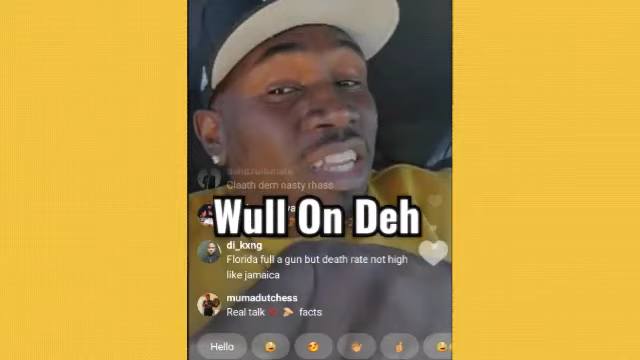 Claath dem nasty rhass
Wull On Deh
di_kxng
Florida full a gun but death rate not high
like jamaica
mumadutchess
Real talk facts
Hello